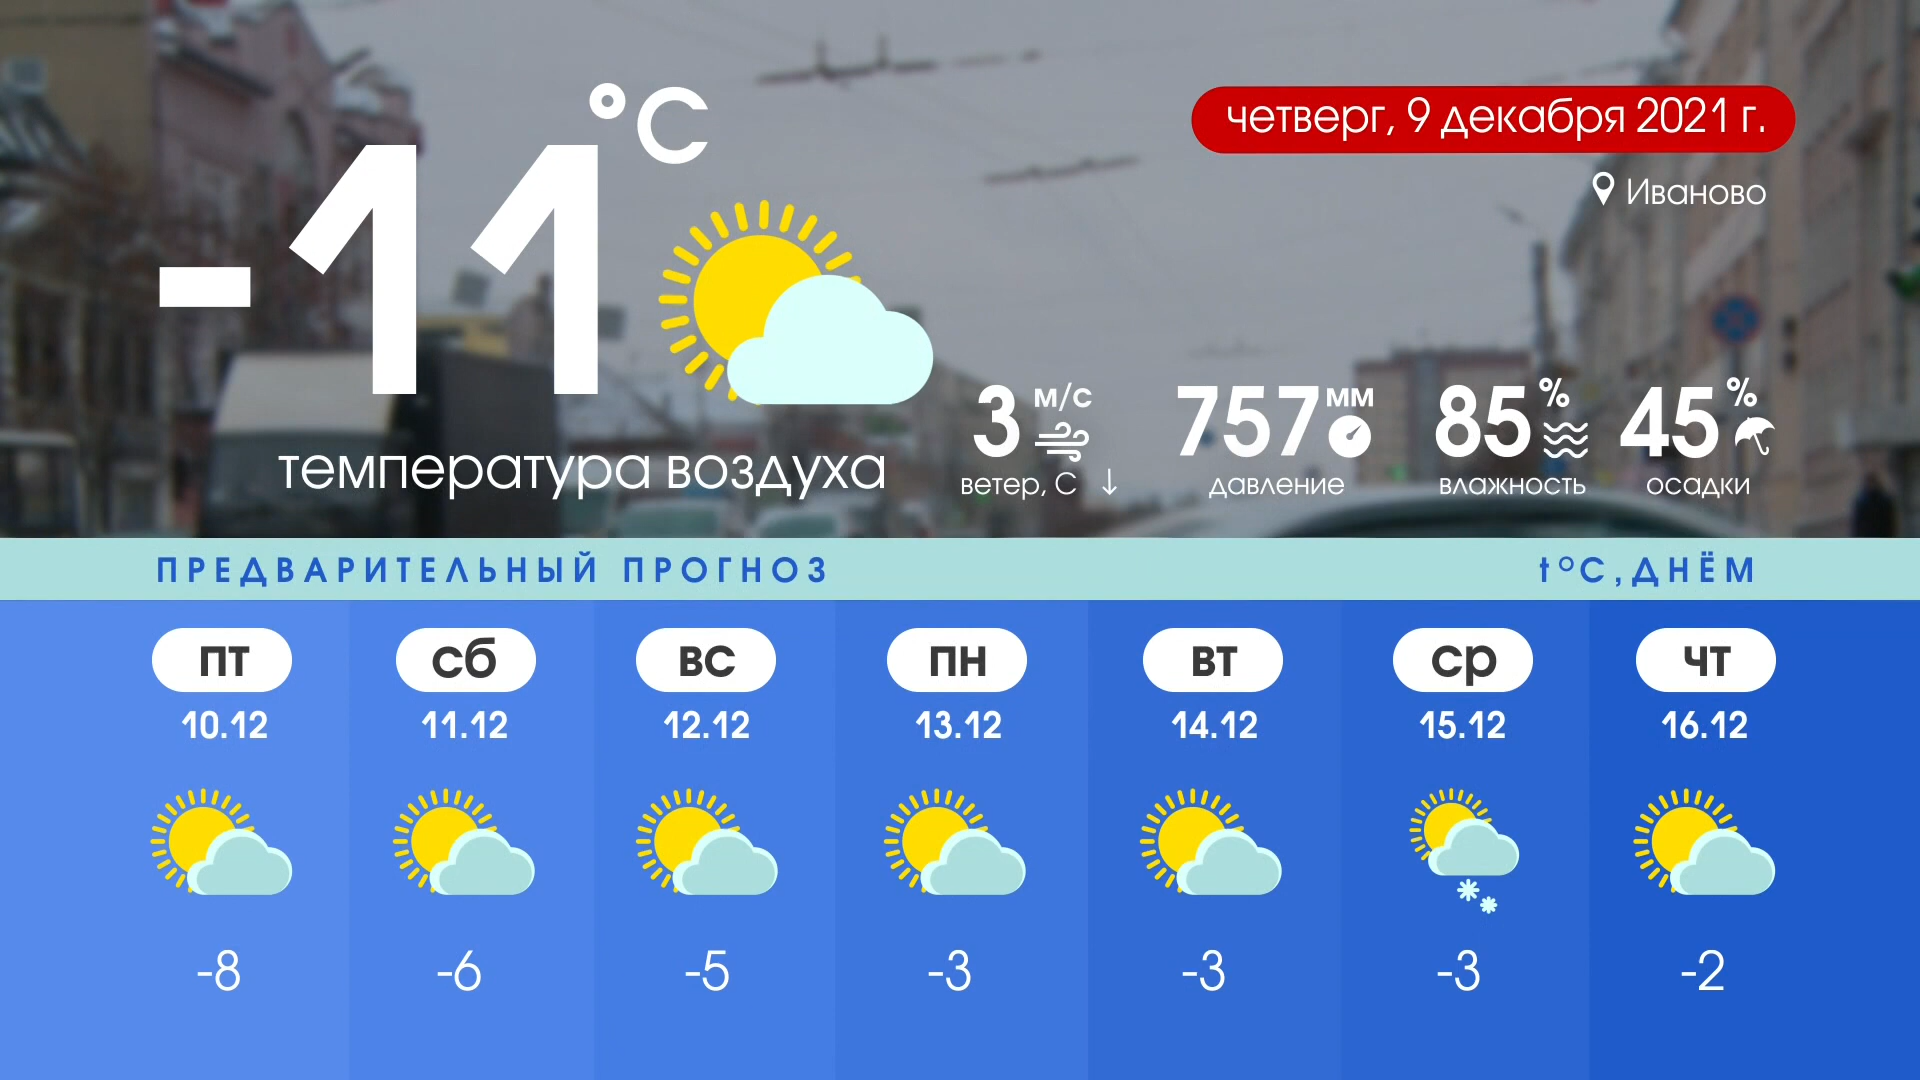 -11 °C
четверг, 9 декабря 2021 г.
Иваново
температура воздуха
3 м/с
ветер, С ↓
757 мм
давление
85 %
влажность
45 %
осадки
ПРЕДВАРИТЕЛЬНЫЙ ПРОГНОЗ
t°C, ДНЁМ
пт сб вс пн вт ср чт
10.12 11.12 12.12 13.12 14.12 15.12 16.12
-8 -6 -5 -3 -3 -3 -2